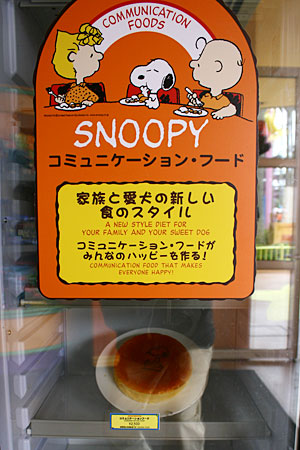 COMMUNICATION
FOODS
SNOOPY
コミュニケーション・フード
家族と愛犬の新しい
食のスタイル
A NEW STYLE DIET FOR
YOUR FAMILY AND YOUR SWEET DOG
コミュニケーション・フードが
みんなのハッピーを作る!
COMMUNICATION FOOD THAT MAKES
EVERYONE HAPPY!